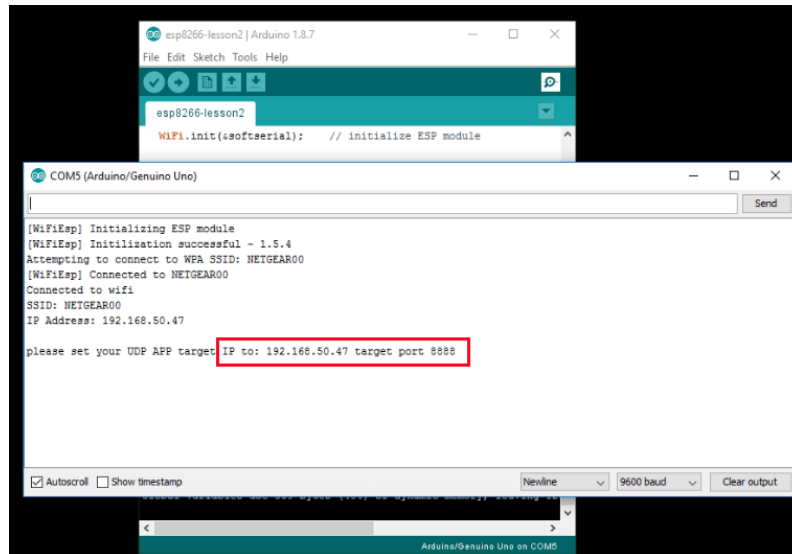 esp8266-lesson2 | Arduino 1.8.7
File Edit Sketch Tools Help
esp8266-lesson2
WiFi.init(&softserial); // initialize ESP module
COM5 (Arduino/Genuino Uno)
Send
[WiFiEsp] Initializing ESP module
[WiFiEsp] Initilization successful - 1.5.4
Attempting to connect to WPA SSID: NETGEAR00
[WiFiEsp] Connected to NETGEAR00
Connected to wifi
SSID: NETGEAR00
IP Address: 192.168.50.47
please set your UDP APP target IP to: 192.168.50.47 target port 8888
Autoscroll Show timestamp Newline 9600 baud Clear output
Arduino/Genuino Uno on COM5